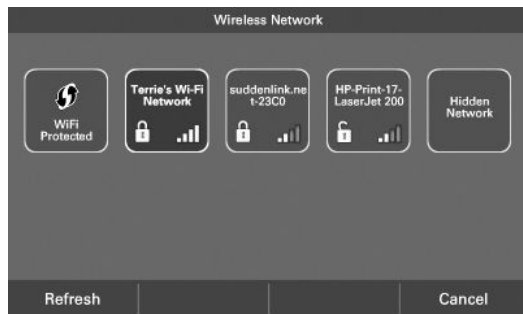 Wireless Network
WiFi
Protected
Terrie's Wi-Fi
Network
suddenlink.ne
t-23C0
HP-Print-17-
LaserJet 200
Hidden
Network
Refresh
Cancel